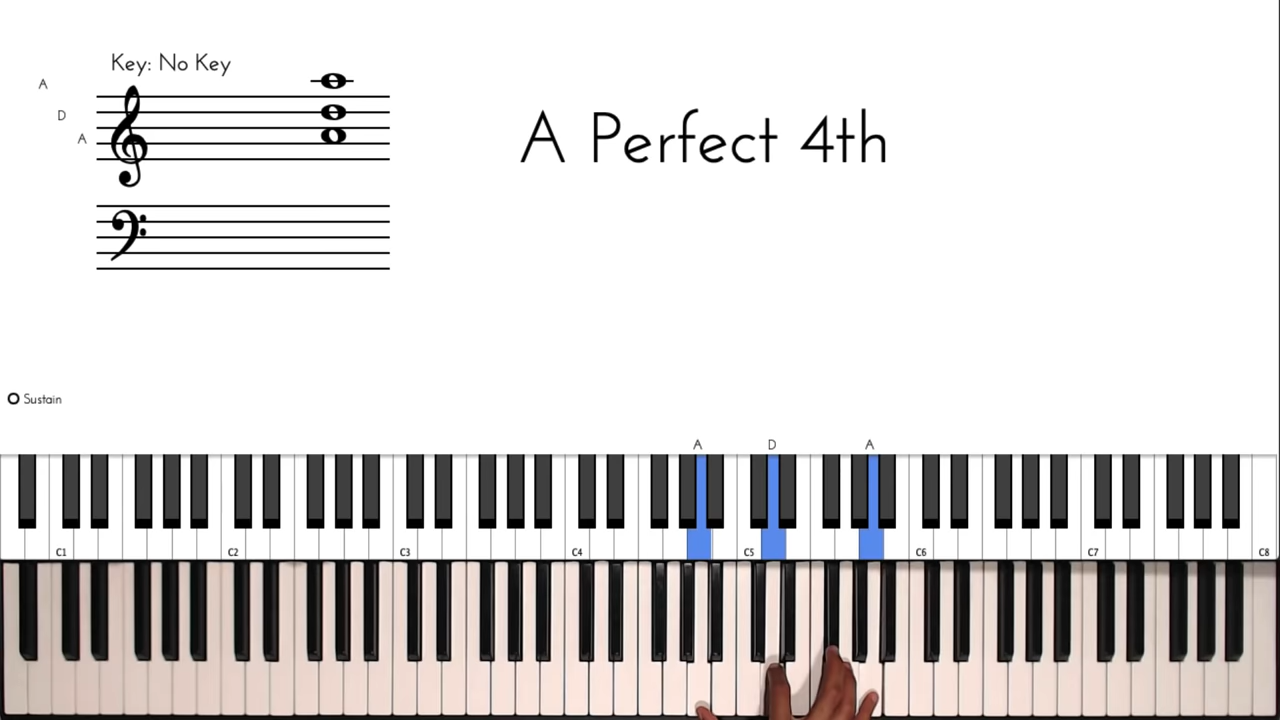 Key: No Key
A
D
A
A Perfect 4th
Sustain
A D A
C1 C2 C3 C4 C5 C6 C7 C8